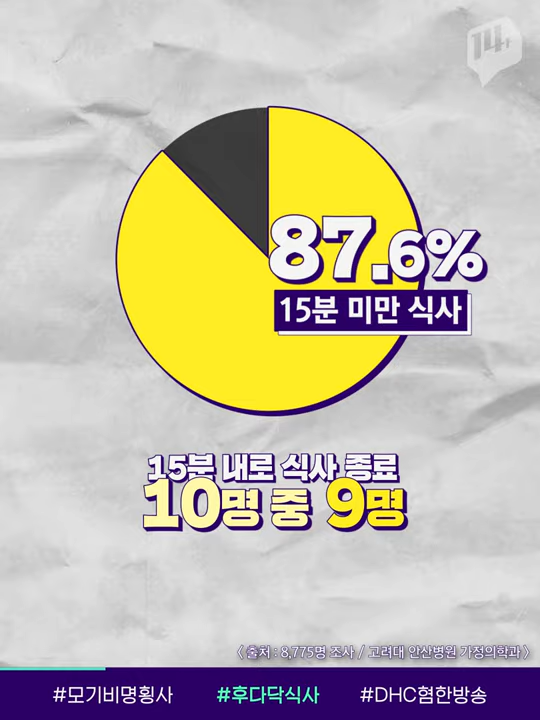 14F
87.6%
15분 미만 식사
15분 내로 식사 종료
10명 중 9명
〈출처 : 8,775명 조사 / 고려대 안산병원 가정의학과〉
#모기비명횡사 #후다닥식사 #DHC혐한방송